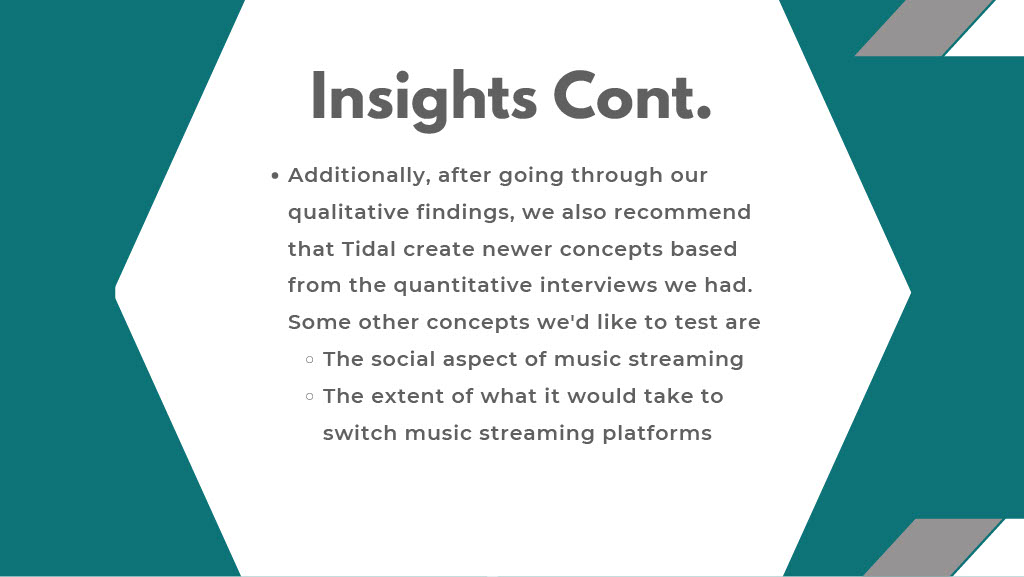 Insights Cont.
• Additionally, after going through our
qualitative findings, we also recommend
that Tidal create newer concepts based
from the quantitative interviews we had.
Some other concepts we'd like to test are
◦ The social aspect of music streaming
◦ The extent of what it would take to
switch music streaming platforms